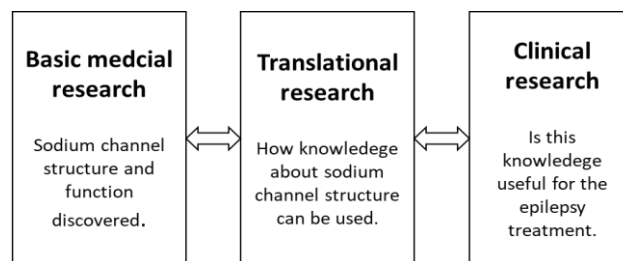 Basic medcial
research
Sodium channel
structure and
function
discovered.
Translational
research
How knowledege
about sodium
channel structure
can be used.
Clinical
research
Is this
knowledege
useful for the
epilepsy
treatment.